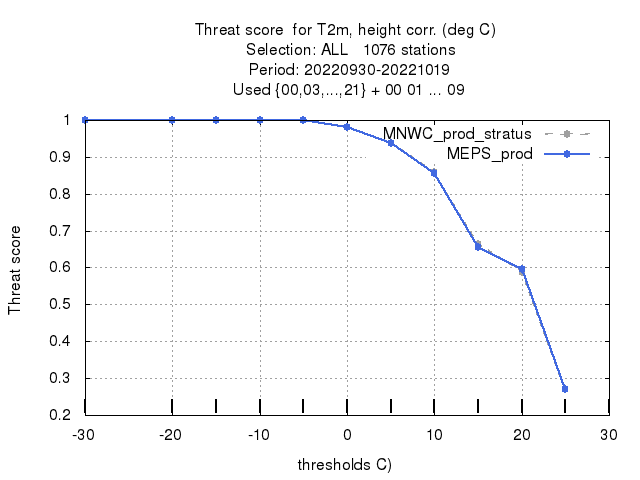 Threat score  for T2m, height corr. (deg C)
Selection: ALL   1076 stations
Period: 20220930-20221019
Used {00,03,...,21} + 00 01 ... 09
MNWC_prod_stratus
MEPS_prod
1
0.9
0.8
0.7
0.6
0.5
0.4
0.3
0.2
Threat score
-30 -20 -10 0 10 20 30
thresholds C)